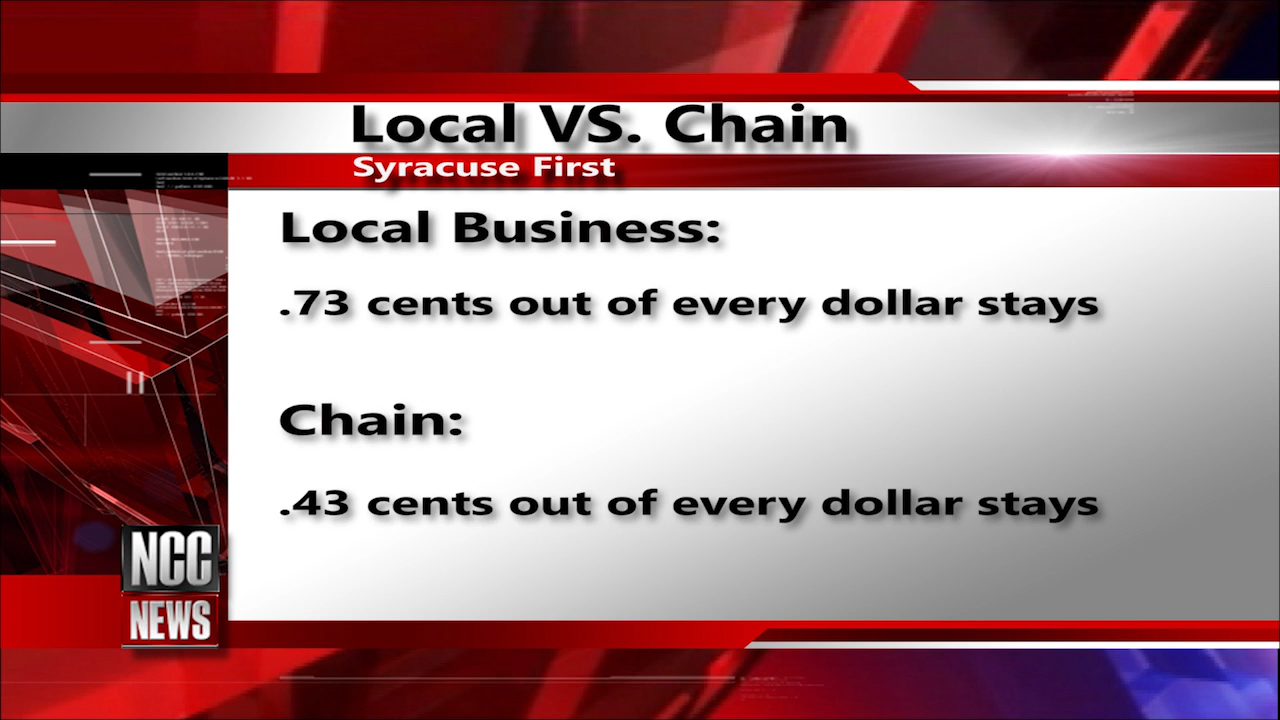 Local VS. Chain
Syracuse First
Local Business:
.73 cents out of every dollar stays
Chain:
.43 cents out of every dollar stays
NCC
NEWS